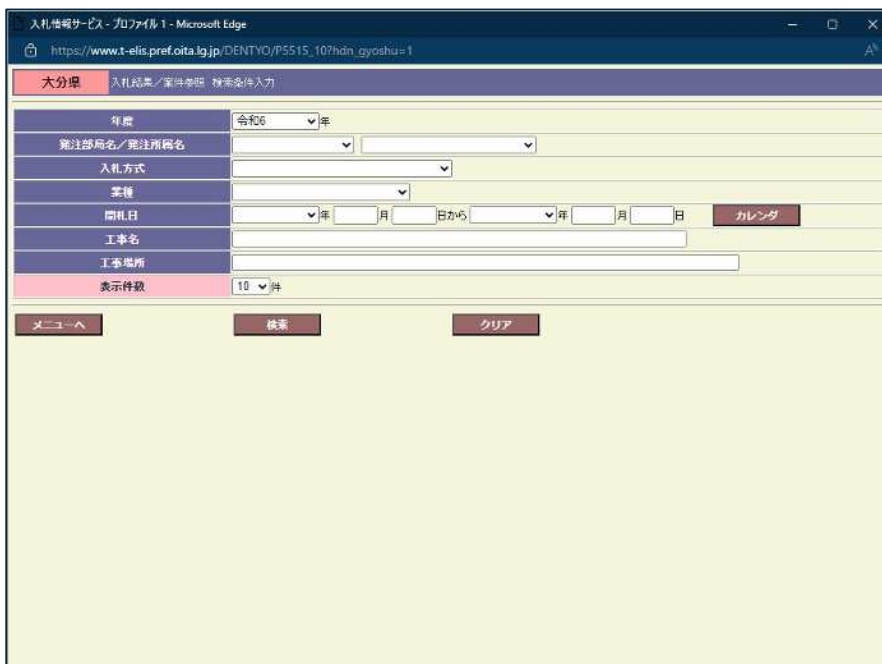 入札情報サービス - プロファイル 1 - Microsoft Edge
https://www.t-elis.pref.oita.lg.jp/DENTYO/P5515_10?hdn_gyoshu=1
大分県 入札結果／案件参照 検索条件入力
年度 令和6 年
発注部局名／発注所属名
入札方式
業種
開札日 年 月 日から 年 月 日 カレンダ
工事名
工事場所
表示件数 10 件
メニューへ 検索 クリア